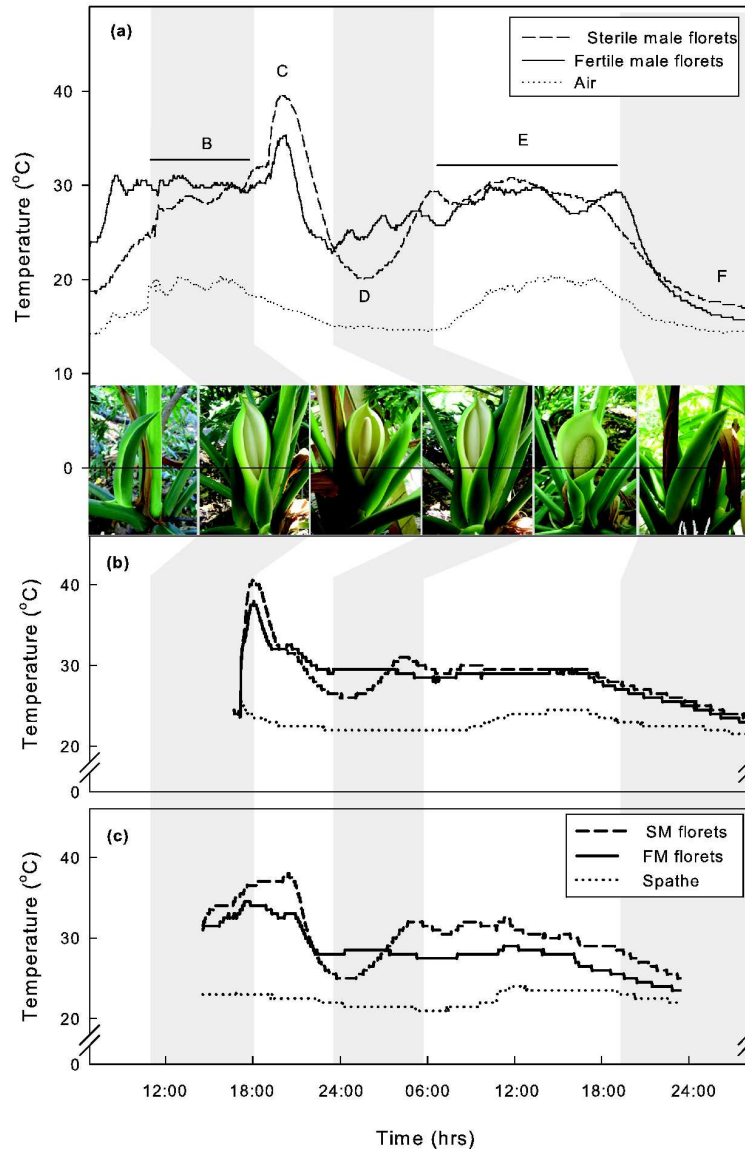 (a)
Sterile male florets
Fertile male florets
Air
B
C
D
E
F
Temperature (°C)
40
30
20
10
0
(b)
Temperature (°C)
40
30
20
0
(c)
SM florets
FM florets
Spathe
Temperature (°C)
40
30
20
0
12:00 18:00 24:00 06:00 12:00 18:00 24:00
Time (hrs)